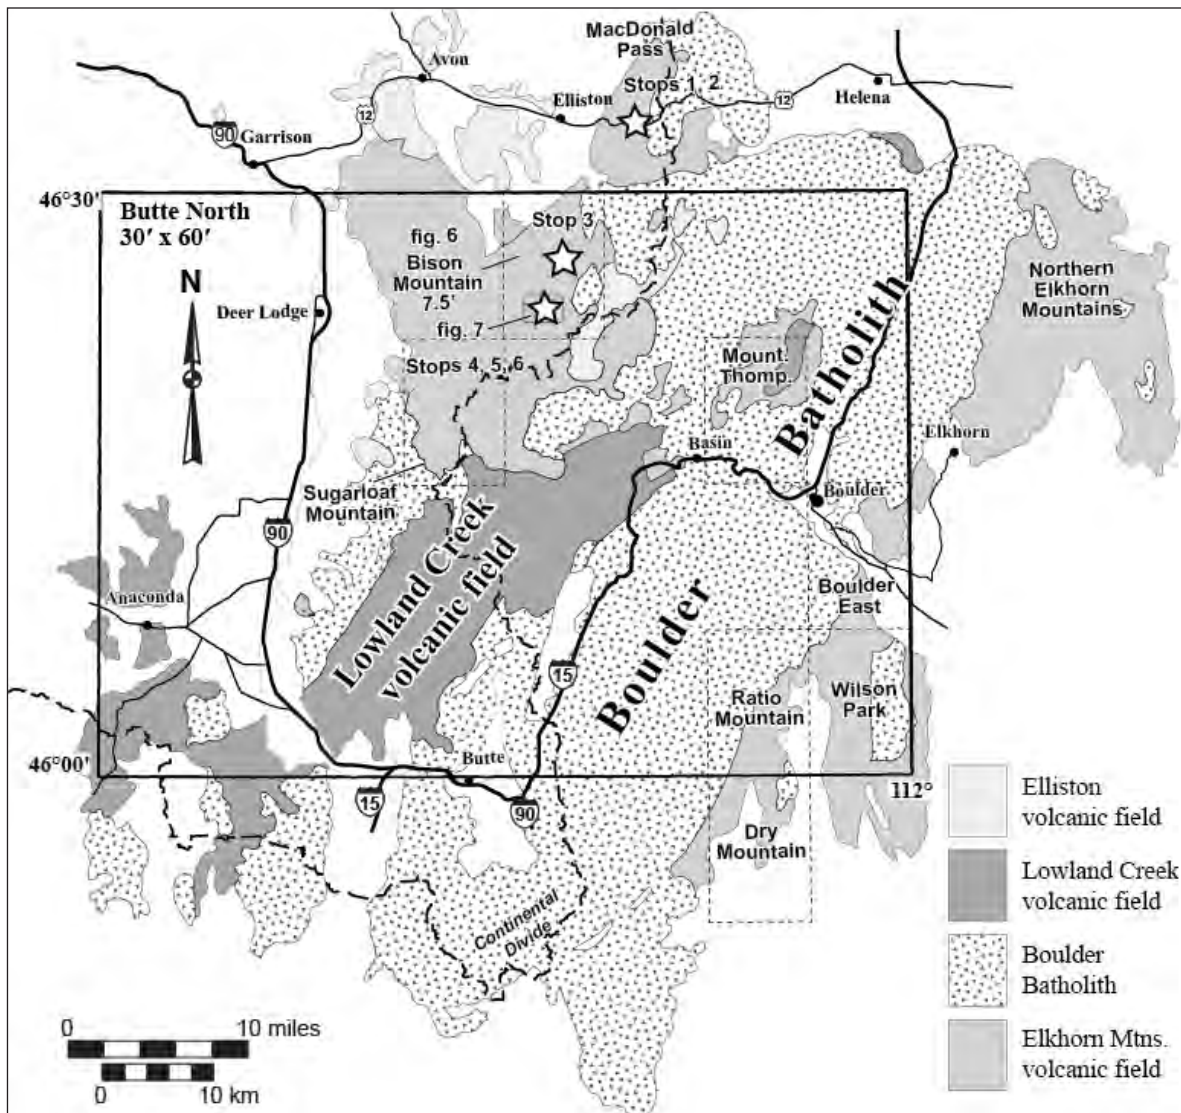 MacDonald
Pass
Stops 1, 2
Avon
Elliston
Helena
12
12
90
Garrison
46°30'
Butte North
30' x 60'
N
Deer Lodge
fig. 6
Bison
Mountain
7.5'
fig. 7
Stop 3
Stops 4, 5, 6
Northern
Elkhorn
Mountains
Mount.
Thomp.
Batholith
Basin
Elkhorn
Boulder
Sugarloaf
Mountain
90
Lowland Creek
volcanic field
Anaconda
Boulder
East
Boulder
15
Ratio
Mountain
Wilson
Park
46°00'
Butte
15
90
112°
Dry
Mountain
Continental
Divide
0 10 miles
0 10 km
Elliston
volcanic field
Lowland Creek
volcanic field
Boulder
Batholith
Elkhorn Mtns.
volcanic field